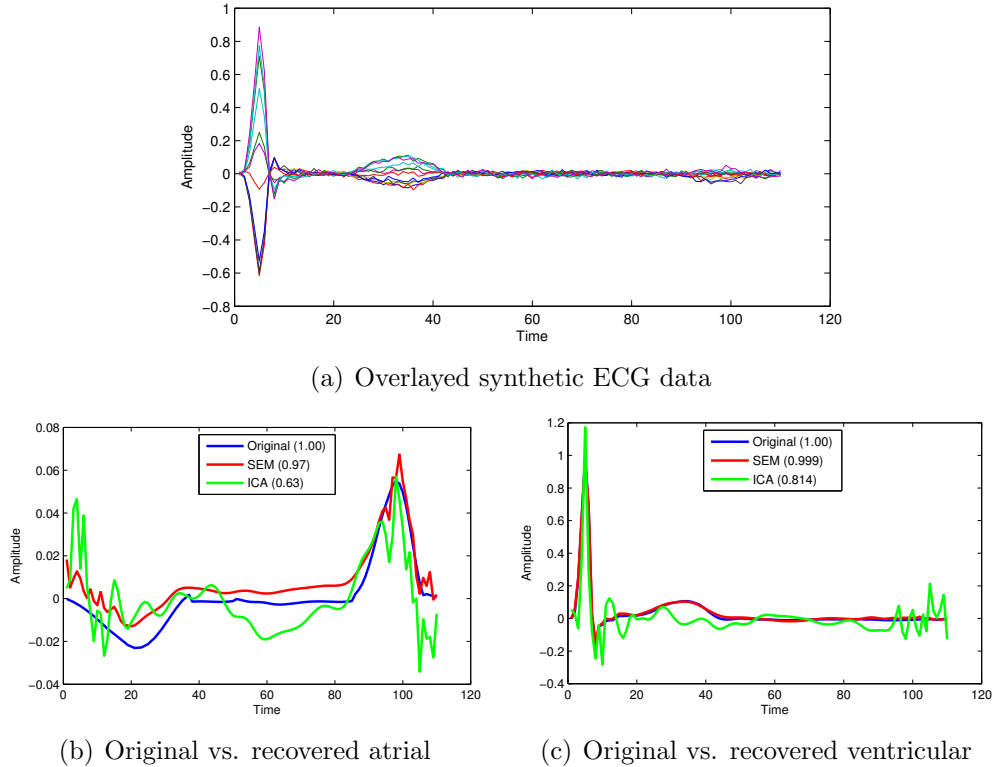 1
0.8
0.6
0.4
0.2
0
−0.2
−0.4
−0.6
−0.8
Amplitude
0 20 40 60 80 100 120
Time
(a) Overlayed synthetic ECG data
0.08
0.06
0.04
0.02
0
−0.02
−0.04
Amplitude
Original (1.00)
SEM (0.97)
ICA (0.63)
0 20 40 60 80 100 120
Time
(b) Original vs. recovered atrial
1.2
1
0.8
0.6
0.4
0.2
0
−0.2
−0.4
Amplitude
Original (1.00)
SEM (0.999)
ICA (0.814)
0 20 40 60 80 100 120
Time
(c) Original vs. recovered ventricular